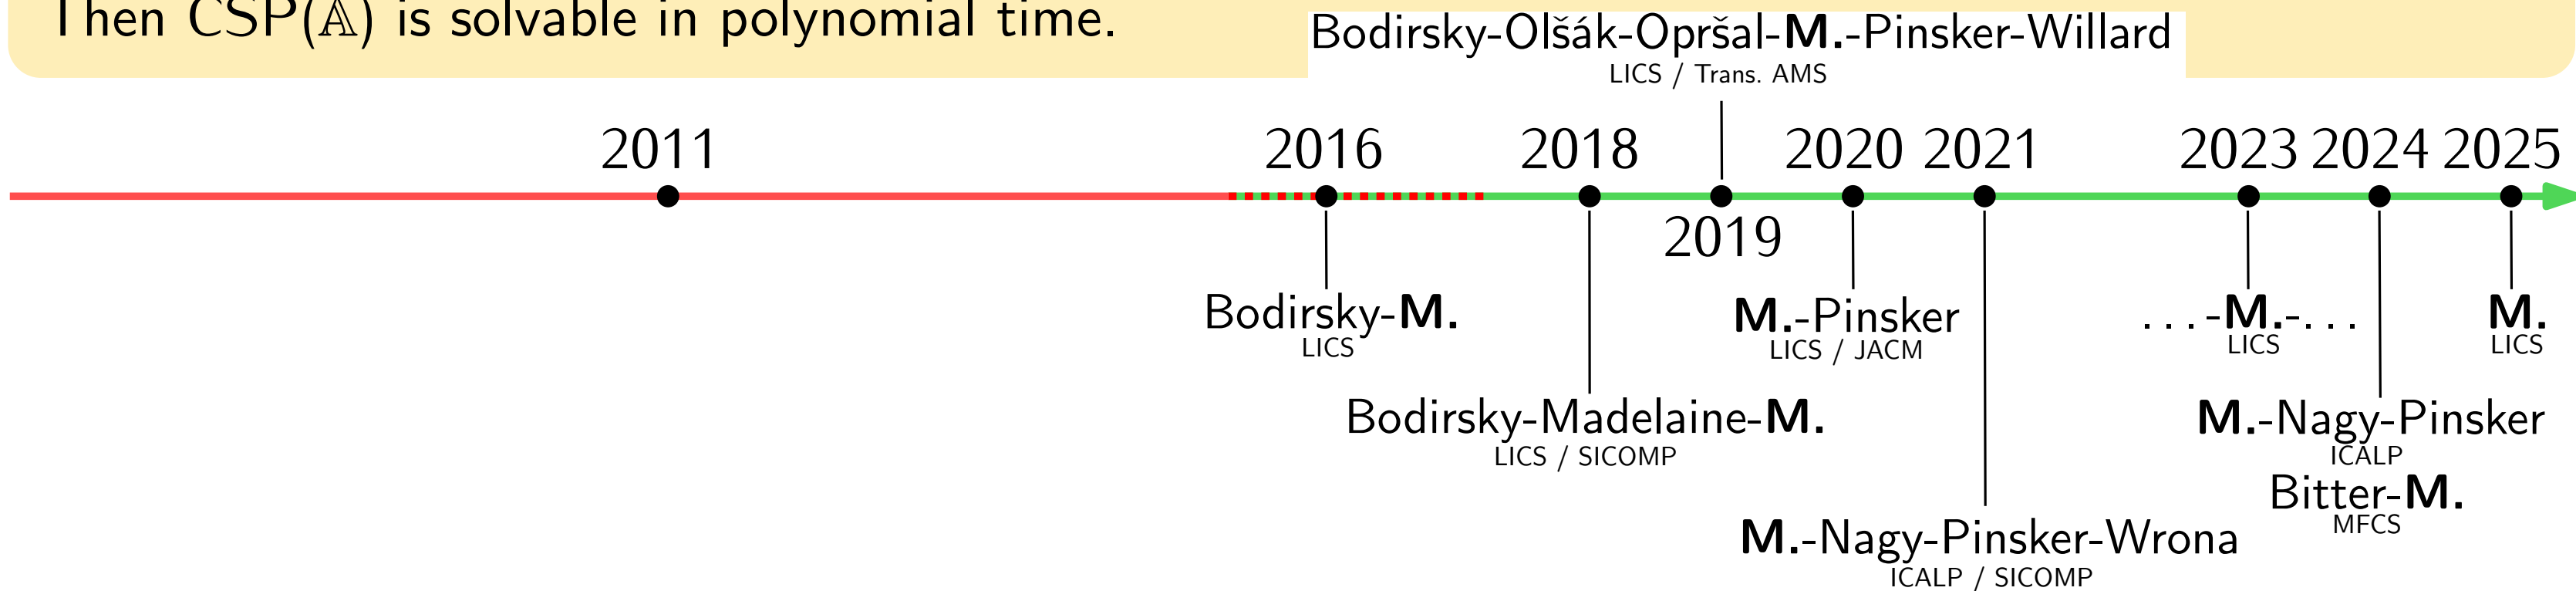 Then CSP(𝔸) is solvable in polynomial time.
Bodirsky-Olšák-Opršal-M.-Pinsker-Willard
LICS / Trans. AMS
2011 2016 2018 2020 2021 2023 2024 2025
2019
Bodirsky-M.
LICS
M.-Pinsker
LICS / JACM
...-M.-...
LICS
M.
LICS
Bodirsky-Madelaine-M.
LICS / SICOMP
M.-Nagy-Pinsker
ICALP
Bitter-M.
MFCS
M.-Nagy-Pinsker-Wrona
ICALP / SICOMP